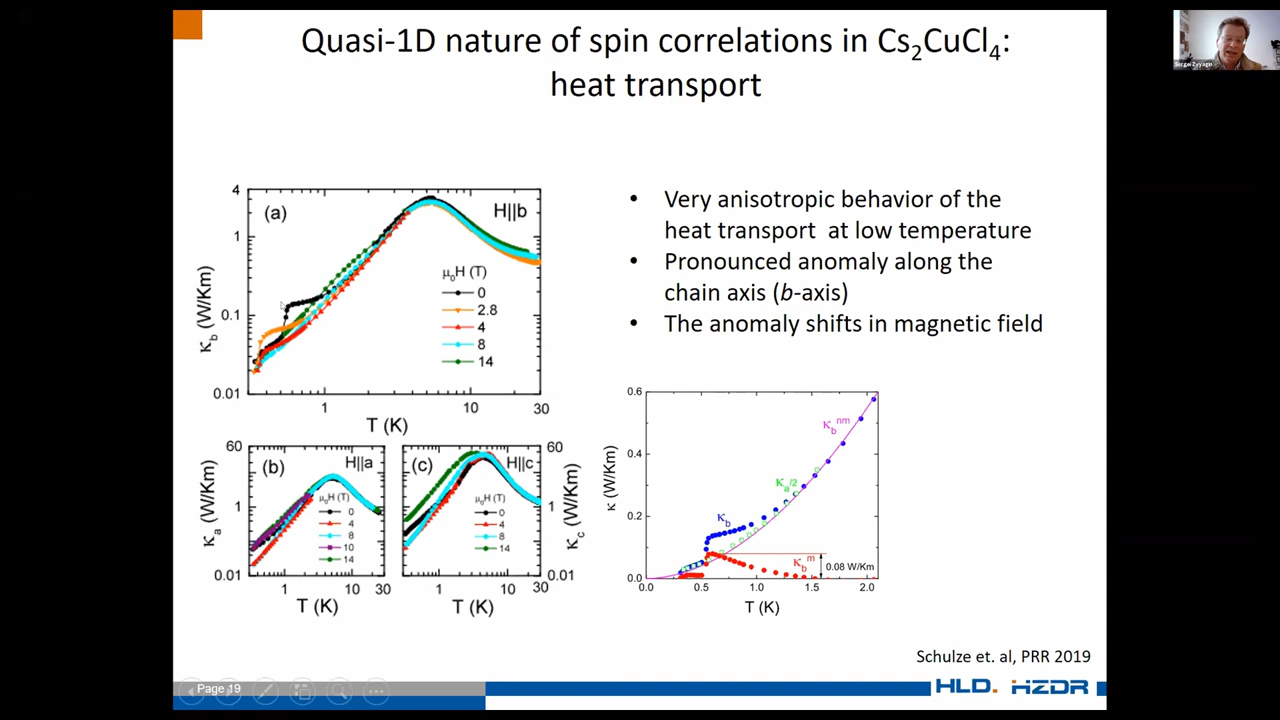 Quasi-1D nature of spin correlations in Cs₂CuCl₄:
heat transport
Sergei Zvyagin
(a)
H||b
4
1
0.1
0.01
κb (W/Km)
μ₀H (T)
0
2.8
4
8
14
1
10
30
T (K)
(b)
H||a
60
1
0.01
κa (W/Km)
μ₀H (T)
0
4
8
10
14
1
10
30
T (K)
(c)
H||c
60
1
0.01
κc (W/Km)
μ₀H (T)
0
4
8
14
1
10
30
T (K)
• Very anisotropic behavior of the
heat transport at low temperature
• Pronounced anomaly along the
chain axis (b-axis)
• The anomaly shifts in magnetic field
0.6
0.4
0.2
0.0
κ (W/Km)
κb nm
κa/2
κb
κb m
0.08 W/Km
0.0
0.5
1.0
1.5
2.0
T (K)
Schulze et. al, PRR 2019
Page 19
HLD.
HZDR